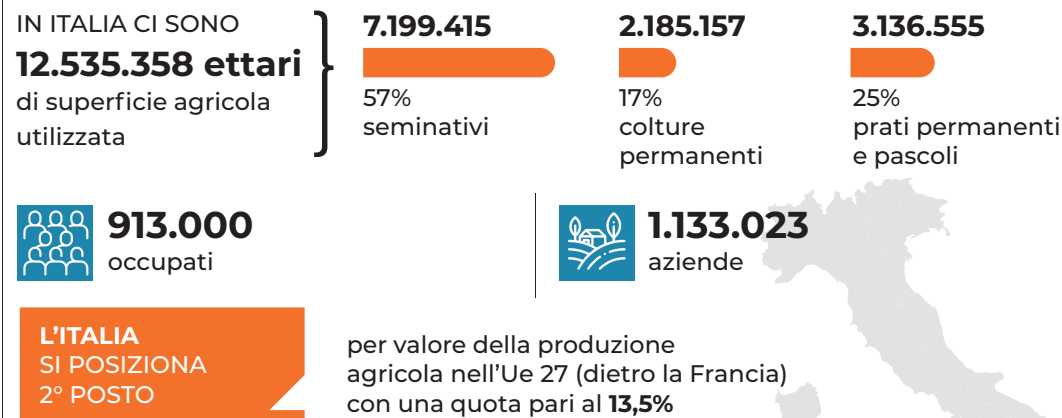 IN ITALIA CI SONO
12.535.358 ettari
di superficie agricola
utilizzata
7.199.415
57%
seminativi
2.185.157
17%
colture
permanenti
3.136.555
25%
prati permanenti
e pascoli
913.000
occupati
1.133.023
aziende
L'ITALIA
SI POSIZIONA
2° POSTO
per valore della produzione
agricola nell'Ue 27 (dietro la Francia)
con una quota pari al 13,5%